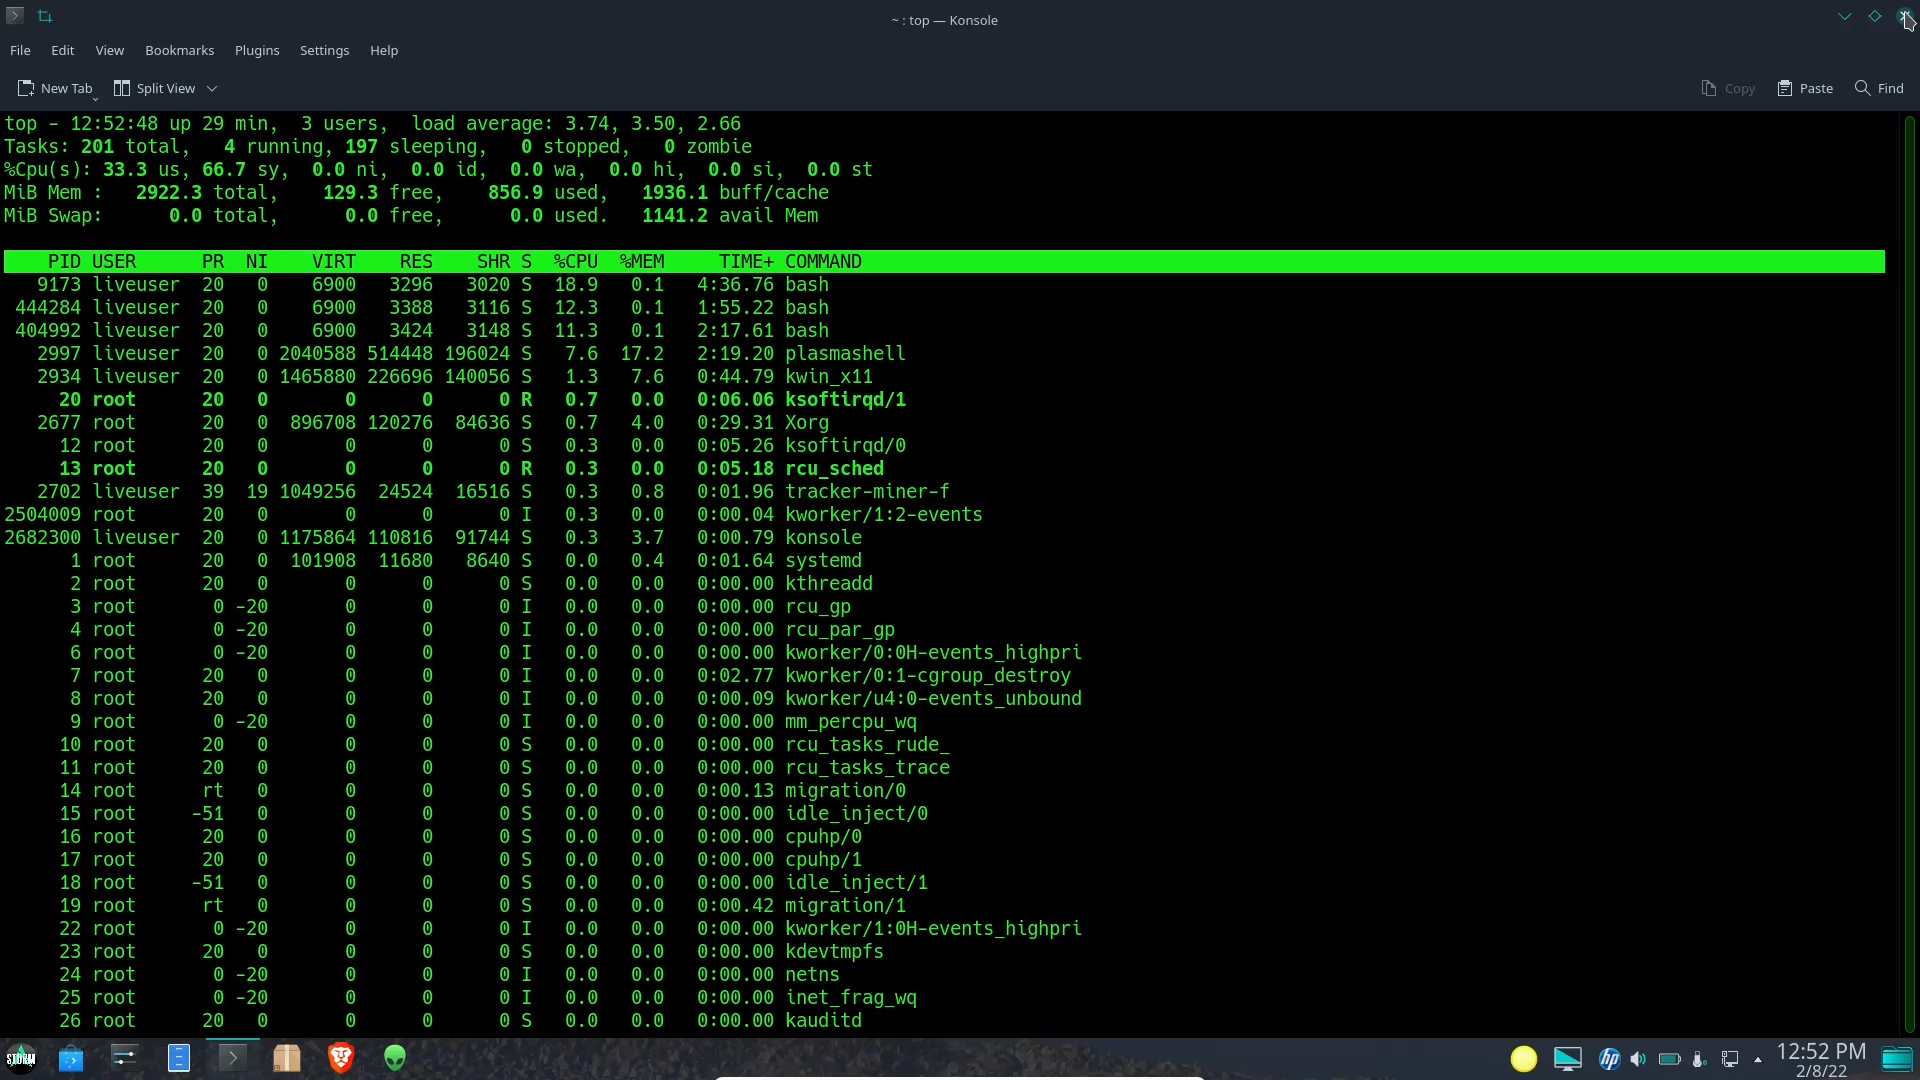 ~ : top — Konsole
File Edit View Bookmarks Plugins Settings Help
New Tab Split View Copy Paste Find
top - 12:52:48 up 29 min,  3 users,  load average: 3.74, 3.50, 2.66
Tasks: 201 total,   4 running, 197 sleeping,   0 stopped,   0 zombie
%Cpu(s): 33.3 us, 66.7 sy,  0.0 ni,  0.0 id,  0.0 wa,  0.0 hi,  0.0 si,  0.0 st
MiB Mem :   2922.3 total,    129.3 free,    856.9 used,   1936.1 buff/cache
MiB Swap:      0.0 total,      0.0 free,      0.0 used.   1141.2 avail Mem
PID USER PR NI VIRT RES SHR S %CPU %MEM TIME+ COMMAND
9173 liveuser 20 0 6900 3296 3020 S 18.9 0.1 4:36.76 bash
444284 liveuser 20 0 6900 3388 3116 S 12.3 0.1 1:55.22 bash
404992 liveuser 20 0 6900 3424 3148 S 11.3 0.1 2:17.61 bash
2997 liveuser 20 0 2040588 514448 196024 S 7.6 17.2 2:19.20 plasmashell
2934 liveuser 20 0 1465880 226696 140056 S 1.3 7.6 0:44.79 kwin_x11
20 root 20 0 0 0 0 R 0.7 0.0 0:06.06 ksoftirqd/1
2677 root 20 0 896708 120276 84636 S 0.7 4.0 0:29.31 Xorg
12 root 20 0 0 0 0 S 0.3 0.0 0:05.26 ksoftirqd/0
13 root 20 0 0 0 0 R 0.3 0.0 0:05.18 rcu_sched
2702 liveuser 39 19 1049256 24524 16516 S 0.3 0.8 0:01.96 tracker-miner-f
2504009 root 20 0 0 0 0 I 0.3 0.0 0:00.04 kworker/1:2-events
2682300 liveuser 20 0 1175864 110816 91744 S 0.3 3.7 0:00.79 konsole
1 root 20 0 101908 11680 8640 S 0.0 0.4 0:01.64 systemd
2 root 20 0 0 0 0 S 0.0 0.0 0:00.00 kthreadd
3 root 0 -20 0 0 0 I 0.0 0.0 0:00.00 rcu_gp
4 root 0 -20 0 0 0 I 0.0 0.0 0:00.00 rcu_par_gp
6 root 0 -20 0 0 0 I 0.0 0.0 0:00.00 kworker/0:0H-events_highpri
7 root 20 0 0 0 0 I 0.0 0.0 0:02.77 kworker/0:1-cgroup_destroy
8 root 20 0 0 0 0 I 0.0 0.0 0:00.09 kworker/u4:0-events_unbound
9 root 0 -20 0 0 0 I 0.0 0.0 0:00.00 mm_percpu_wq
10 root 20 0 0 0 0 S 0.0 0.0 0:00.00 rcu_tasks_rude_
11 root 20 0 0 0 0 S 0.0 0.0 0:00.00 rcu_tasks_trace
14 root rt 0 0 0 0 S 0.0 0.0 0:00.13 migration/0
15 root -51 0 0 0 0 S 0.0 0.0 0:00.00 idle_inject/0
16 root 20 0 0 0 0 S 0.0 0.0 0:00.00 cpuhp/0
17 root 20 0 0 0 0 S 0.0 0.0 0:00.00 cpuhp/1
18 root -51 0 0 0 0 S 0.0 0.0 0:00.00 idle_inject/1
19 root rt 0 0 0 0 S 0.0 0.0 0:00.42 migration/1
22 root 0 -20 0 0 0 I 0.0 0.0 0:00.00 kworker/1:0H-events_highpri
23 root 20 0 0 0 0 S 0.0 0.0 0:00.00 kdevtmpfs
24 root 0 -20 0 0 0 I 0.0 0.0 0:00.00 netns
25 root 0 -20 0 0 0 I 0.0 0.0 0:00.00 inet_frag_wq
26 root 20 0 0 0 0 S 0.0 0.0 0:00.00 kauditd
STORM hp 12:52 PM
2/8/22